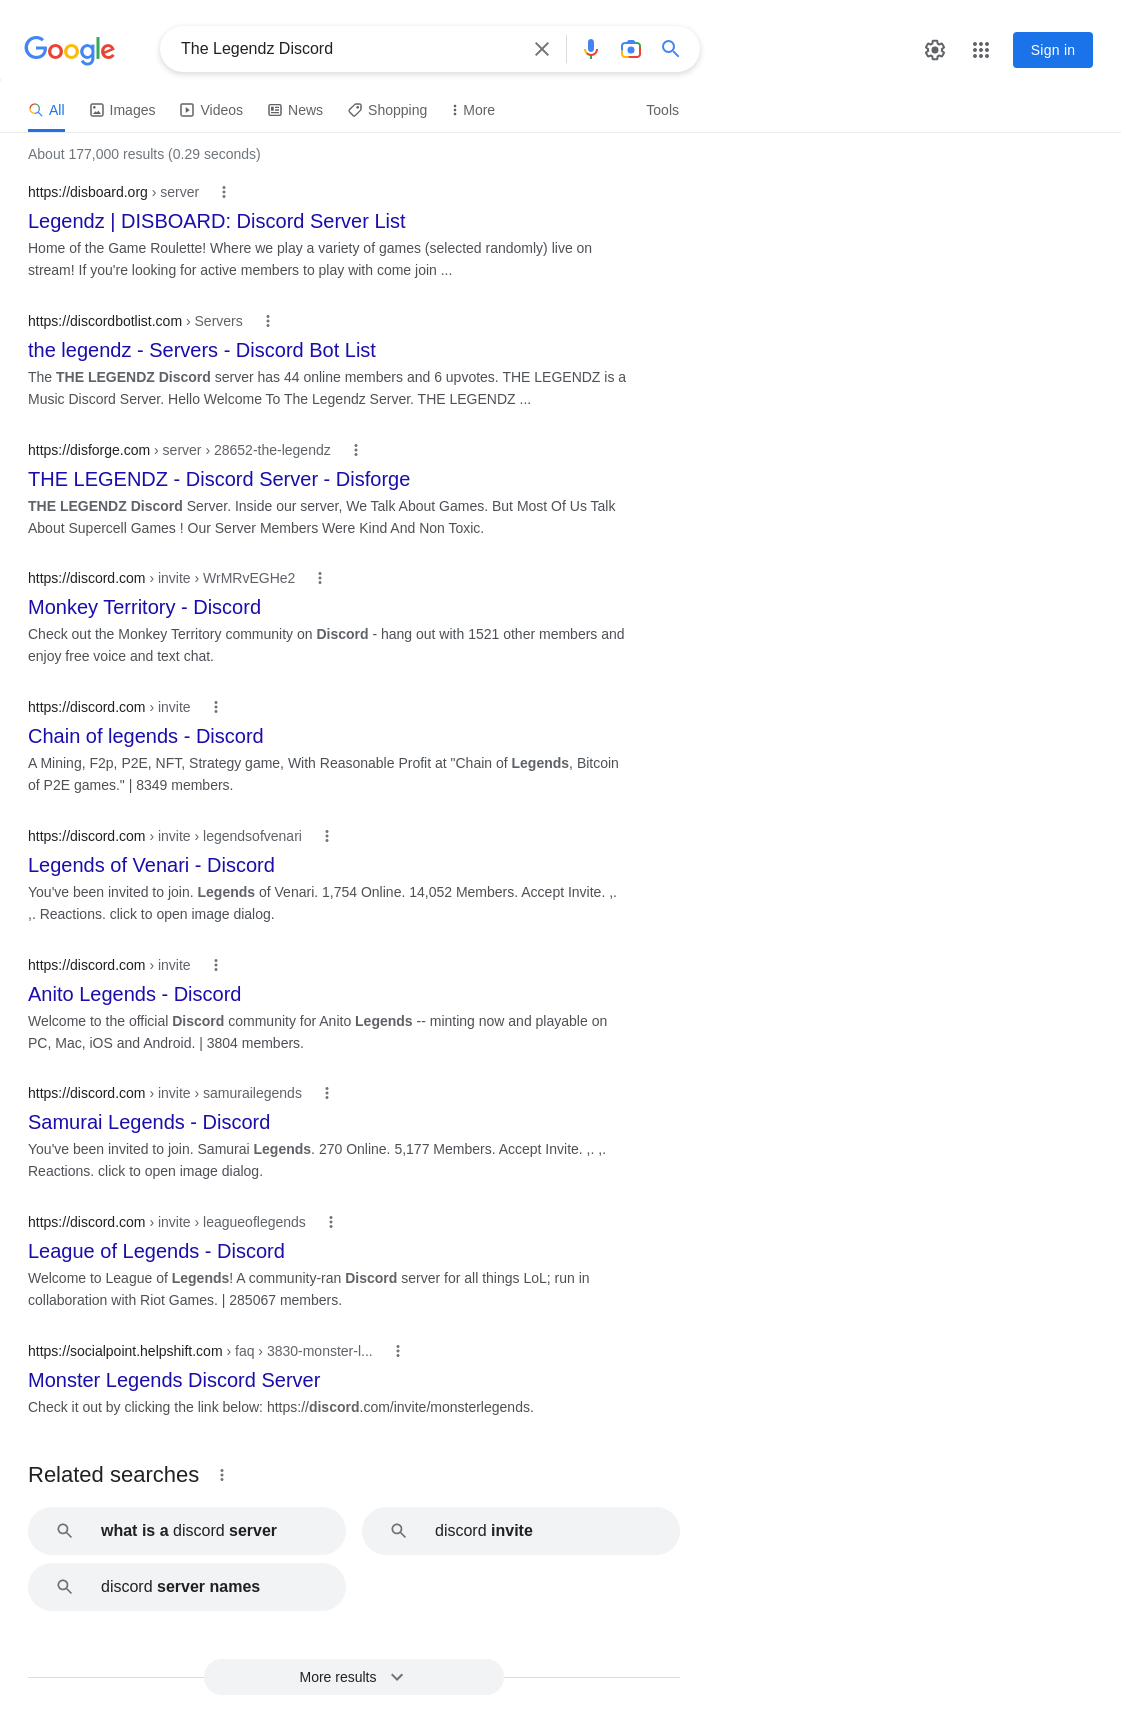 Google
The Legendz Discord
Sign in
All
Images
Videos
News
Shopping
More
Tools
About 177,000 results (0.29 seconds)
https://disboard.org › server
Legendz | DISBOARD: Discord Server List
Home of the Game Roulette! Where we play a variety of games (selected randomly) live on
stream! If you're looking for active members to play with come join ...
https://discordbotlist.com › Servers
the legendz - Servers - Discord Bot List
The THE LEGENDZ Discord server has 44 online members and 6 upvotes. THE LEGENDZ is a
Music Discord Server. Hello Welcome To The Legendz Server. THE LEGENDZ ...
https://disforge.com › server › 28652-the-legendz
THE LEGENDZ - Discord Server - Disforge
THE LEGENDZ Discord Server. Inside our server, We Talk About Games. But Most Of Us Talk
About Supercell Games ! Our Server Members Were Kind And Non Toxic.
https://discord.com › invite › WrMRvEGHe2
Monkey Territory - Discord
Check out the Monkey Territory community on Discord - hang out with 1521 other members and
enjoy free voice and text chat.
https://discord.com › invite
Chain of legends - Discord
A Mining, F2p, P2E, NFT, Strategy game, With Reasonable Profit at "Chain of Legends, Bitcoin
of P2E games." | 8349 members.
https://discord.com › invite › legendsofvenari
Legends of Venari - Discord
You've been invited to join. Legends of Venari. 1,754 Online. 14,052 Members. Accept Invite. ,.
,. Reactions. click to open image dialog.
https://discord.com › invite
Anito Legends - Discord
Welcome to the official Discord community for Anito Legends -- minting now and playable on
PC, Mac, iOS and Android. | 3804 members.
https://discord.com › invite › samurailegends
Samurai Legends - Discord
You've been invited to join. Samurai Legends. 270 Online. 5,177 Members. Accept Invite. ,. ,.
Reactions. click to open image dialog.
https://discord.com › invite › leagueoflegends
League of Legends - Discord
Welcome to League of Legends! A community-ran Discord server for all things LoL; run in
collaboration with Riot Games. | 285067 members.
https://socialpoint.helpshift.com › faq › 3830-monster-l...
Monster Legends Discord Server
Check it out by clicking the link below: https://discord.com/invite/monsterlegends.
Related searches
what is a discord server
discord invite
discord server names
More results